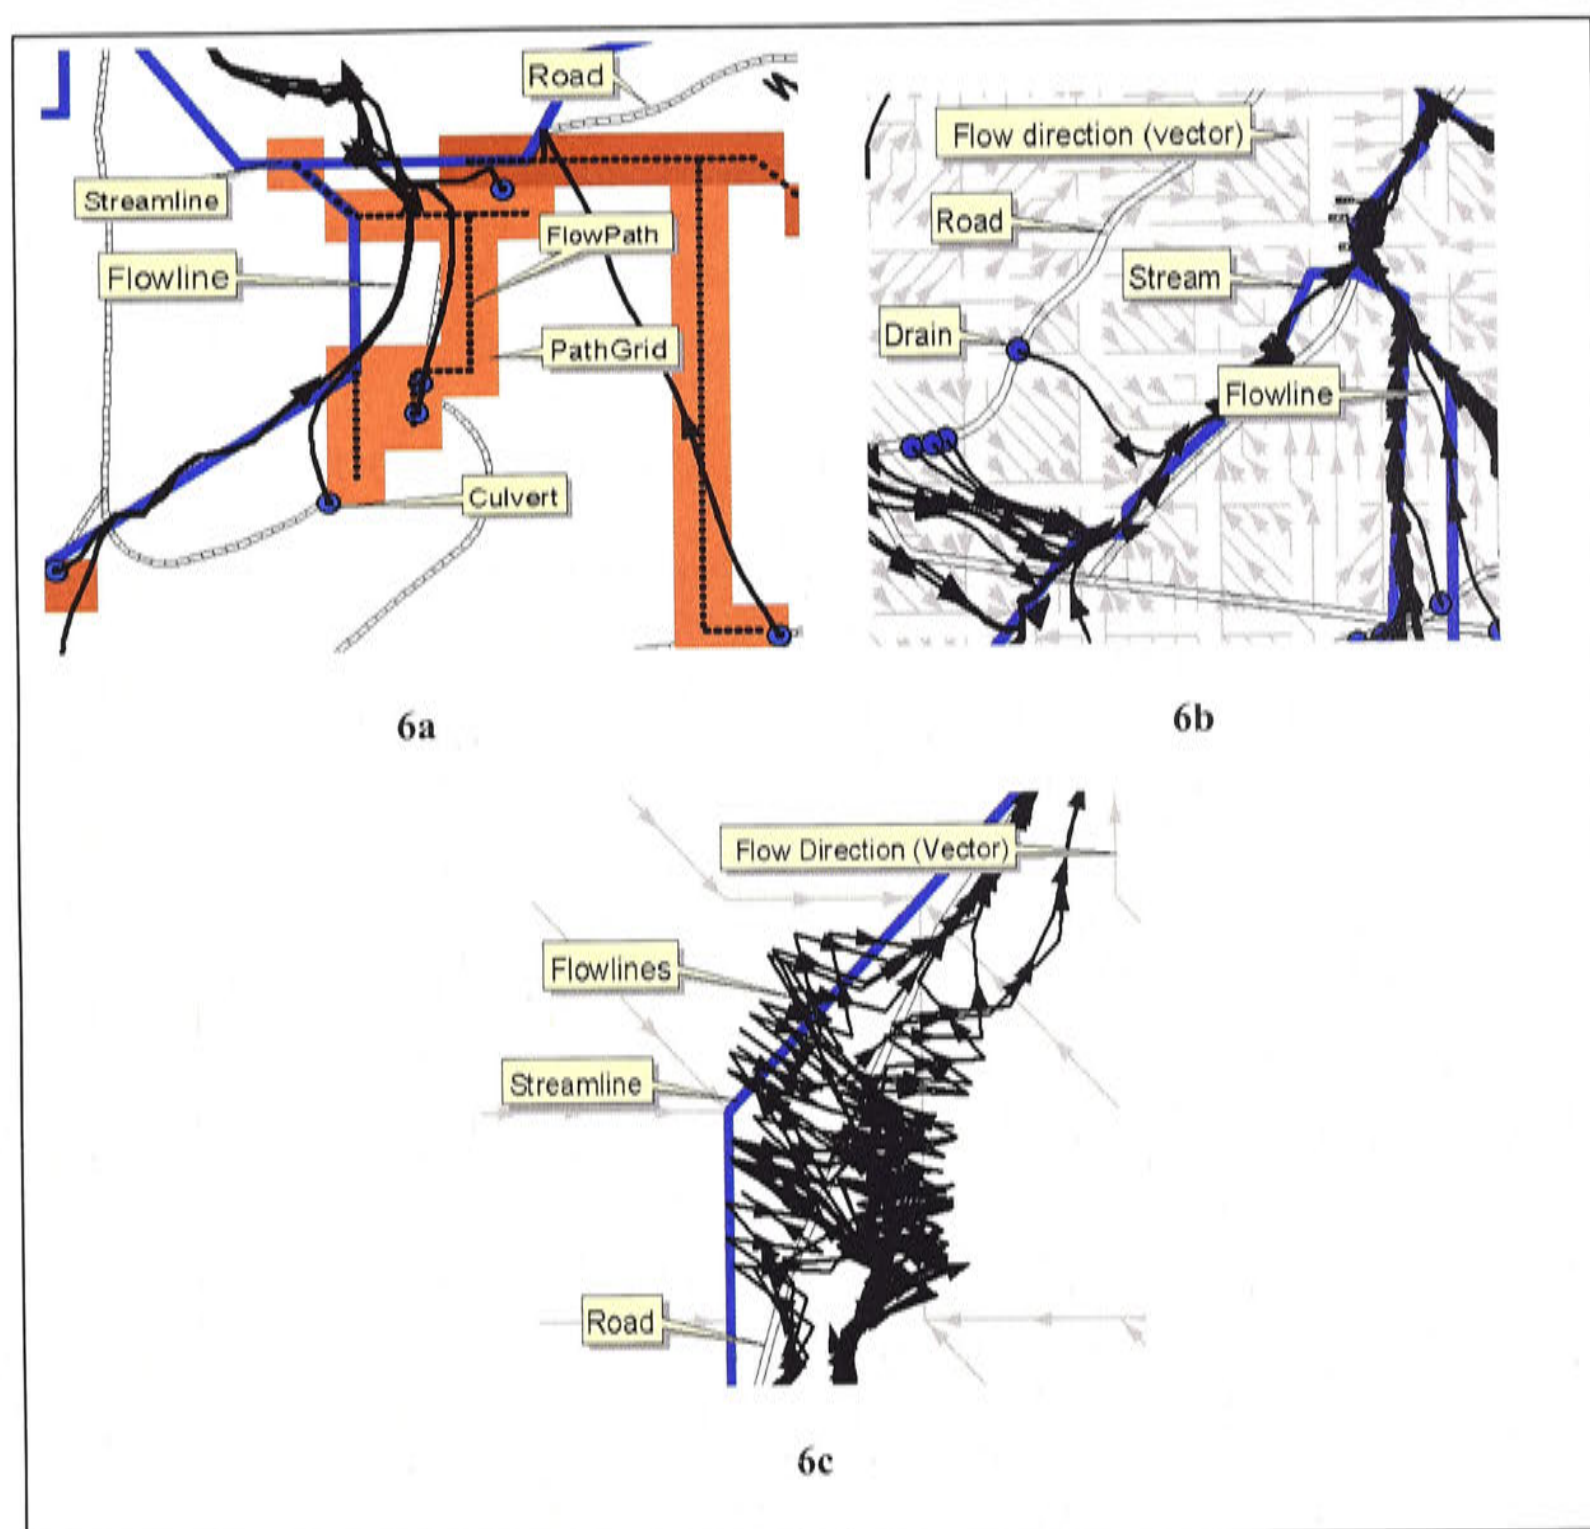 Road
Streamline
FlowPath
Flowline
PathGrid
Culvert
6a
Flow direction (vector)
Road
Stream
Drain
Flowline
6b
Flow Direction (Vector)
Flowlines
Streamline
Road
6c